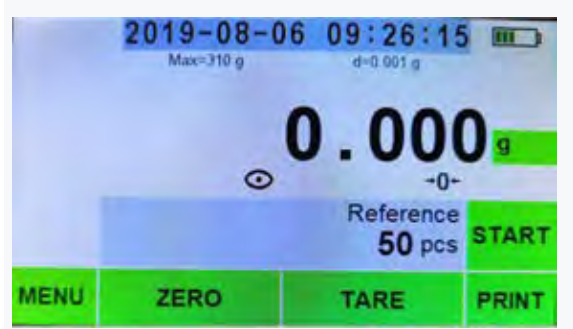 2019-08-06 09:26:15
Max=310 g d=0.001 g
0.000 g
→0←
Reference
50 pcs START
MENU ZERO TARE PRINT